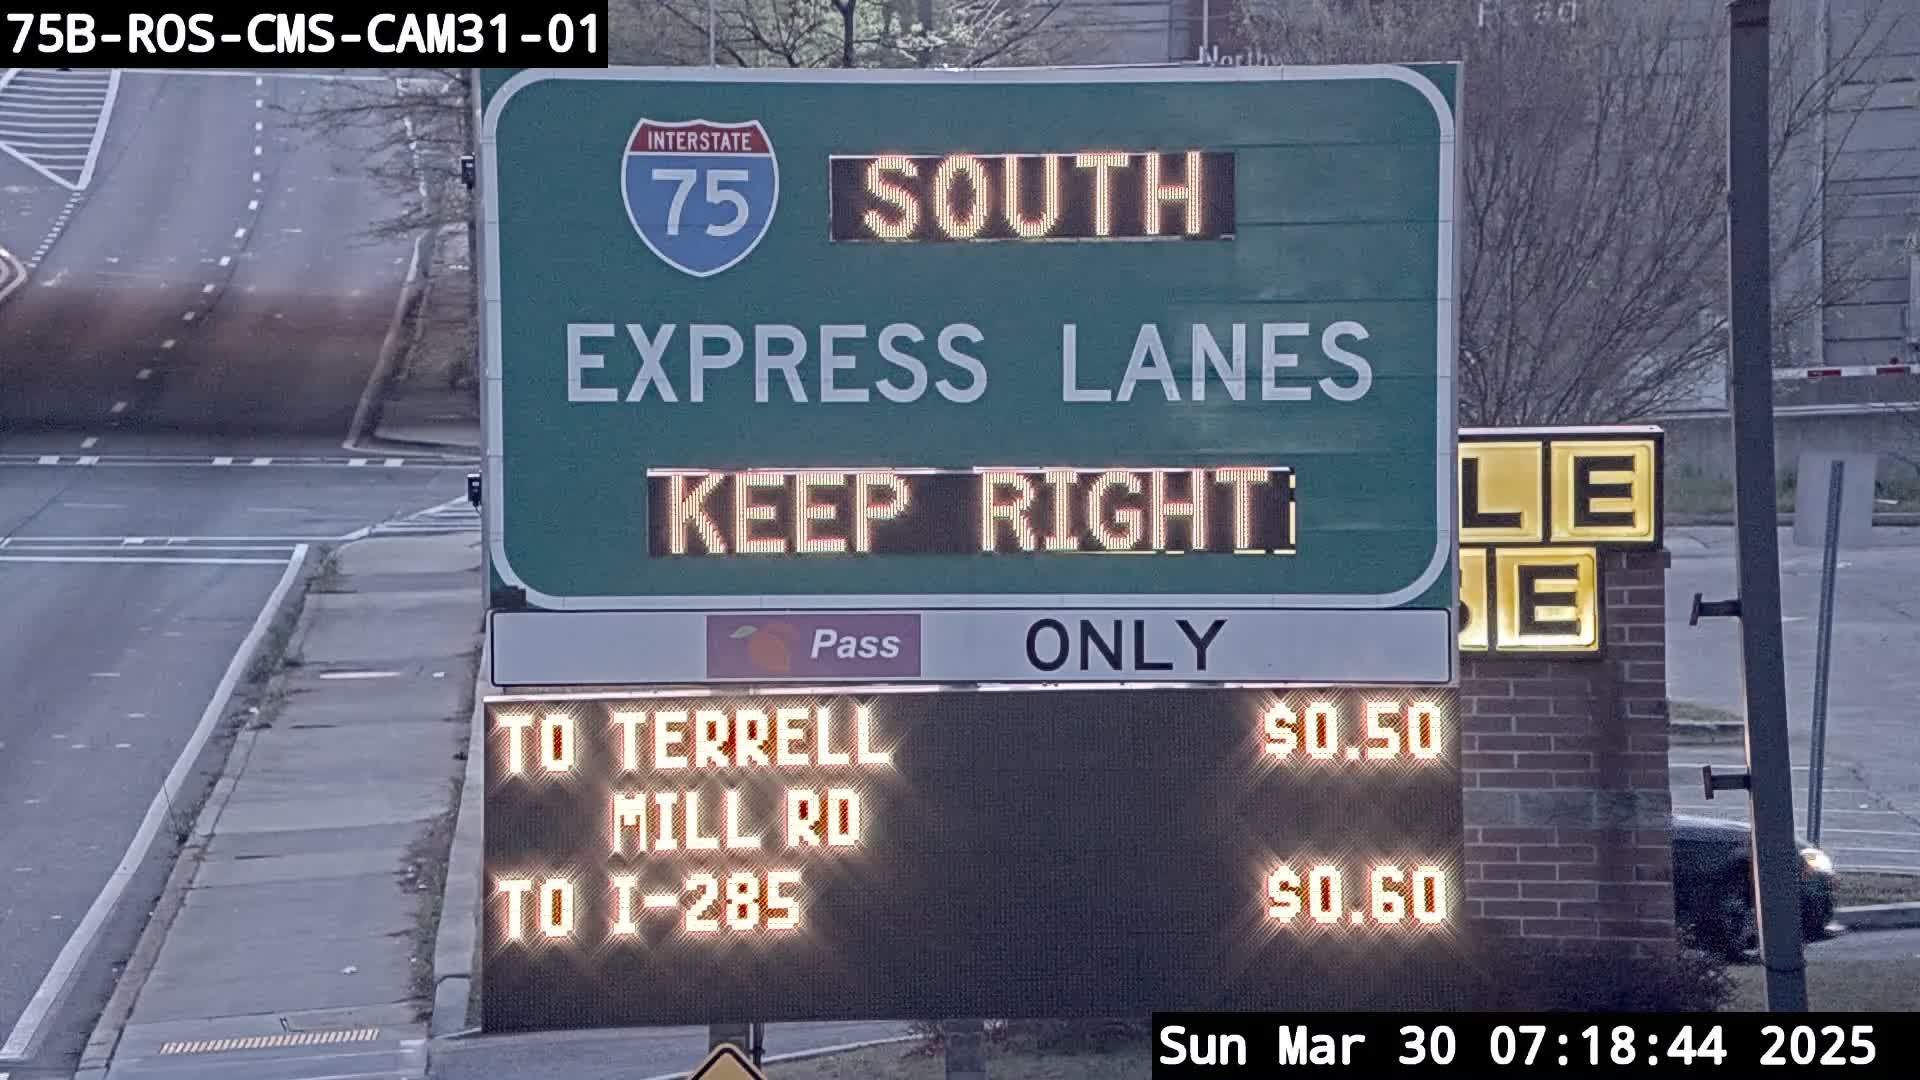 75B-ROS-CMS-CAM31-01
INTERSTATE
75
SOUTH
EXPRESS LANES
KEEP RIGHT
Pass ONLY
TO TERRELL $0.50
MILL RD
TO I-285 $0.60
LE
E
Sun Mar 30 07:18:44 2025